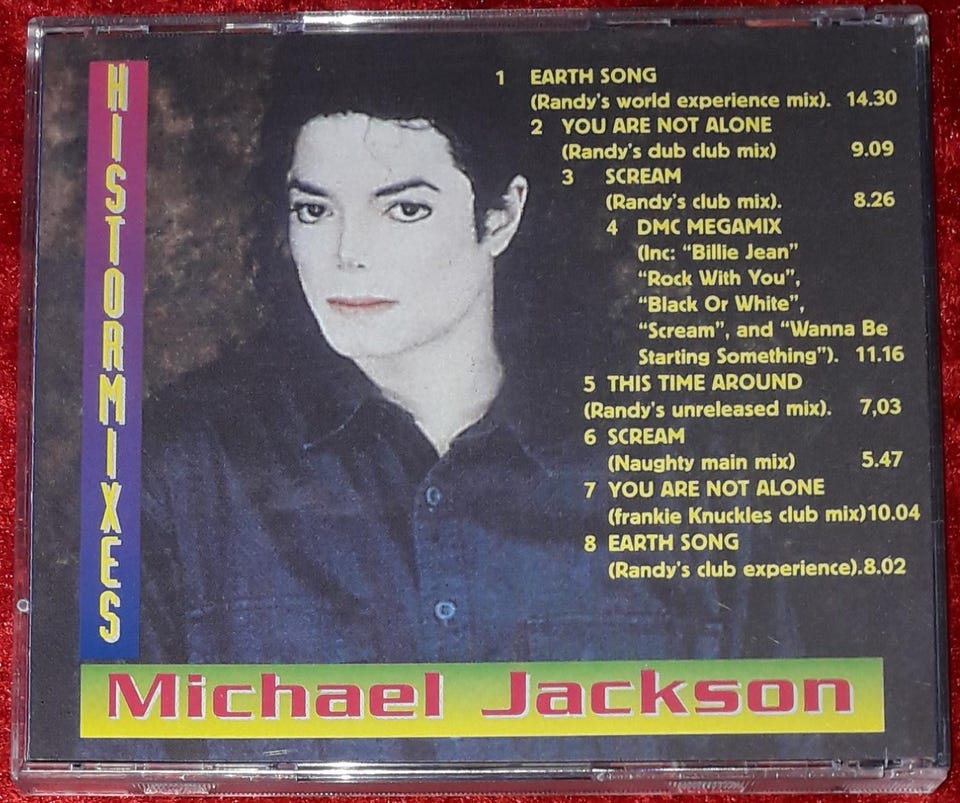 HISTORMIXES
1 EARTH SONG
(Randy's world experience mix). 14.30
2 YOU ARE NOT ALONE
(Randy's dub club mix) 9.09
3 SCREAM
(Randy's club mix). 8.26
4 DMC MEGAMIX
(Inc: "Billie Jean"
"Rock With You",
"Black Or White",
"Scream", and "Wanna Be
Starting Something"). 11.16
5 THIS TIME AROUND
(Randy's unreleased mix). 7,03
6 SCREAM
(Naughty main mix) 5.47
7 YOU ARE NOT ALONE
(frankie Knuckles club mix)10.04
8 EARTH SONG
(Randy's club experience).8.02
Michael Jackson